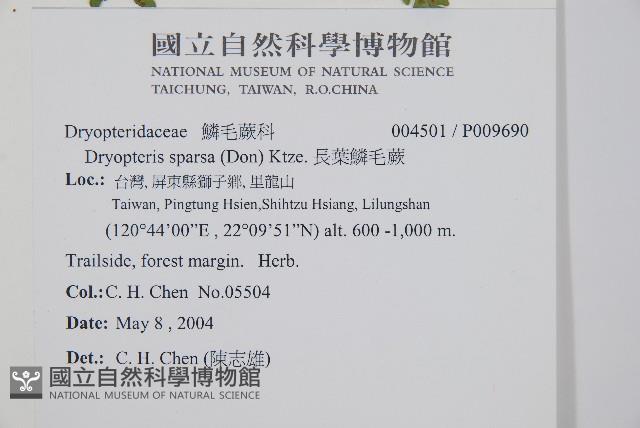 國立自然科學博物館
NATIONAL MUSEUM OF NATURAL SCIENCE
TAICHUNG, TAIWAN, R.O.CHINA
Dryopteridaceae 鱗毛蕨科 004501 / P009690
Dryopteris sparsa (Don) Ktze. 長葉鱗毛蕨
Loc.: 台灣, 屏東縣獅子鄉, 里龍山
Taiwan, Pingtung Hsien,Shihtzu Hsiang, Lilungshan
(120°44'00”E , 22°09'51”N) alt. 600 -1,000 m.
Trailside, forest margin. Herb.
Col.: C. H. Chen No.05504
Date: May 8 , 2004
Det.: C. H. Chen (陳志雄)
國立自然科學博物館
NATIONAL MUSEUM OF NATURAL SCIENCE